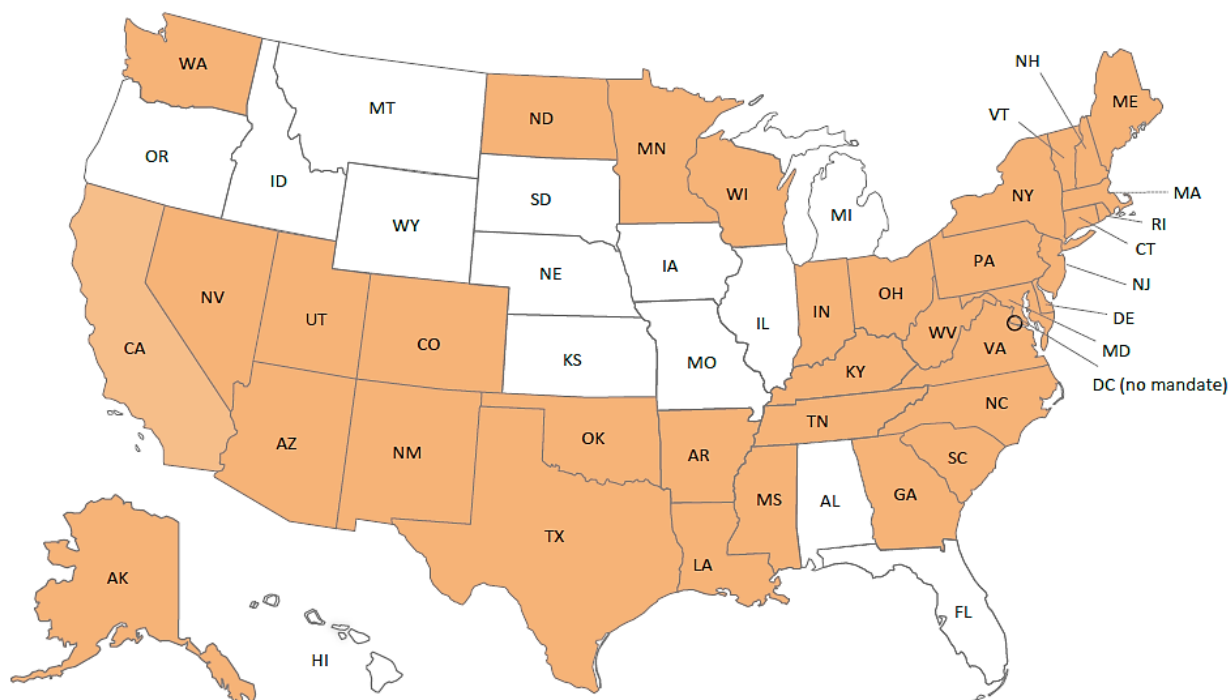 WA
MT
ND
MN
OR
ID
SD
WI
WY
MI
NE
IA
NV
UT
CO
CA
KS
MO
IL
IN
OH
KY
WV
VA
PA
NY
NH
VT
ME
MA
RI
CT
NJ
DE
MD
DC (no mandate)
AZ
NM
OK
AR
TN
NC
SC
MS
AL
GA
TX
LA
FL
AK
HI